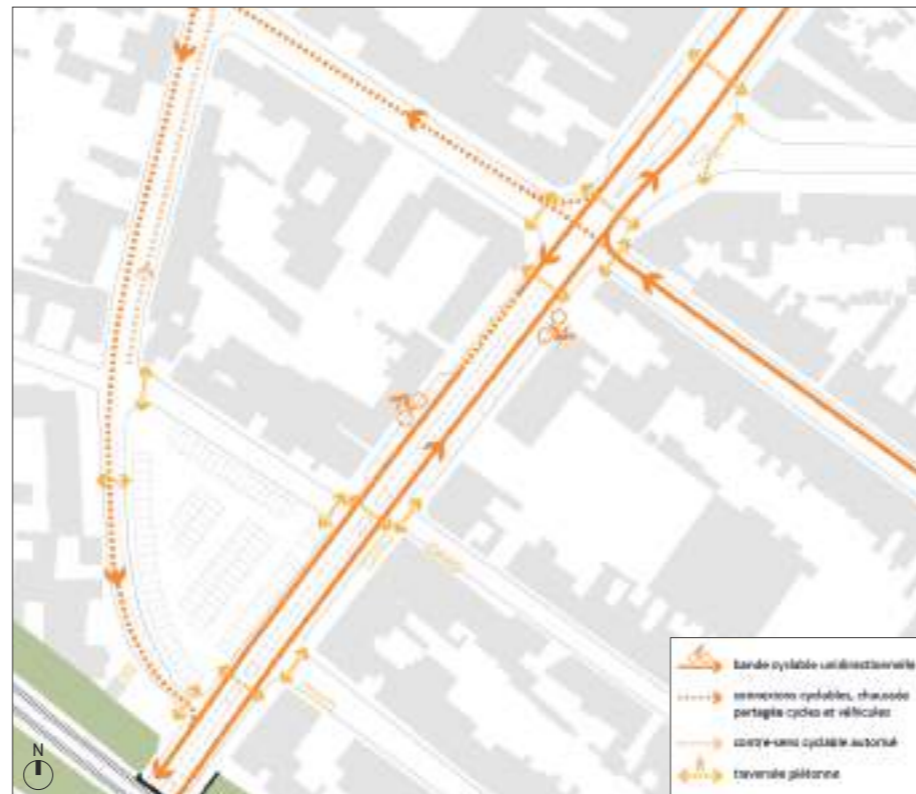 bande cyclable unidirectionnelle
connexions cyclables, chaussée
partagée cycles et véhicules
contre-sens cyclable autorisé
traversée piétonne
N